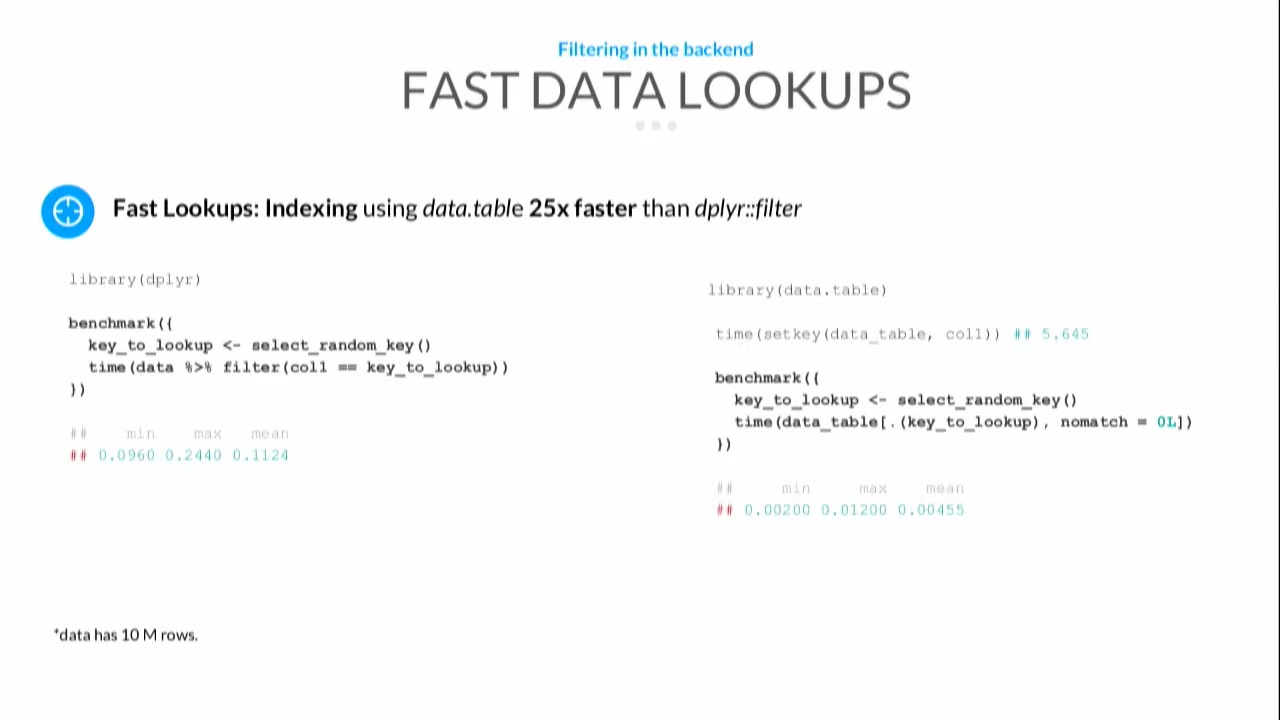 Filtering in the backend
FAST DATA LOOKUPS
Fast Lookups: Indexing using data.table 25x faster than dplyr::filter
library(dplyr)
benchmark({
  key_to_lookup <- select_random_key()
  time(data %>% filter(col1 == key_to_lookup))
})
##    min    max   mean
## 0.0960 0.2440 0.1124
library(data.table)
time(setkey(data_table, col1)) ## 5.645
benchmark({
  key_to_lookup <- select_random_key()
  time(data_table[.(key_to_lookup), nomatch = 0L])
})
##     min     max    mean
## 0.00200 0.01200 0.00455
*data has 10 M rows.